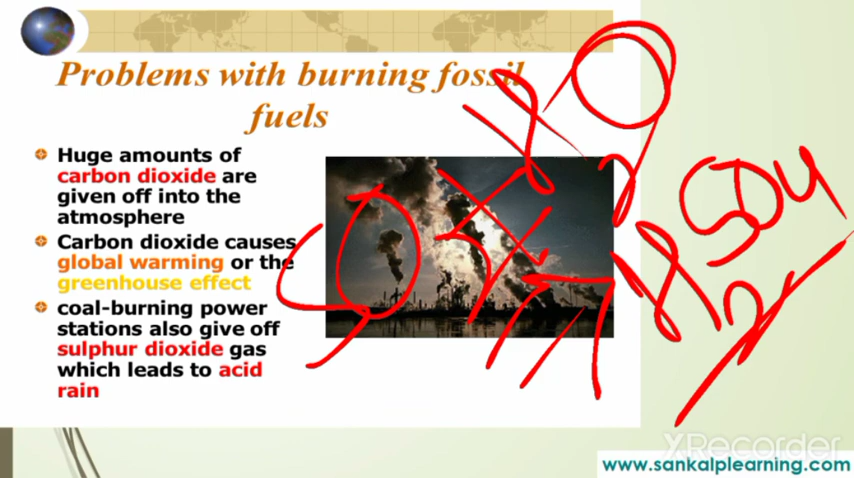 Problems with burning fossil
fuels
Huge amounts of
carbon dioxide are
given off into the
atmosphere
Carbon dioxide causes
global warming or the
greenhouse effect
coal-burning power
stations also give off
sulphur dioxide gas
which leads to acid
rain
H2SO4
XRecorder
www.sankalplearning.com